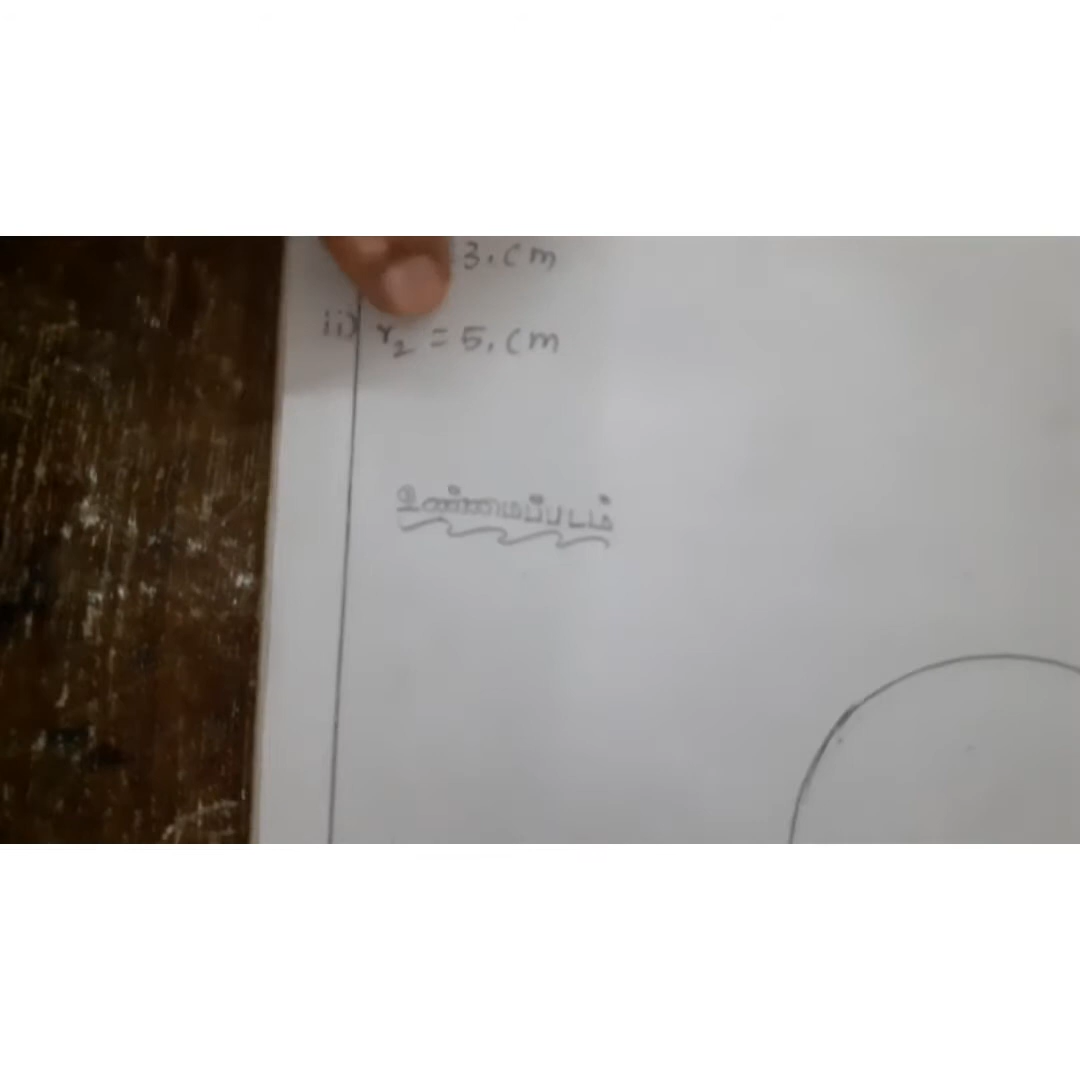 3.cm
ii) r₂ = 5.cm
உண்மைப்படம்